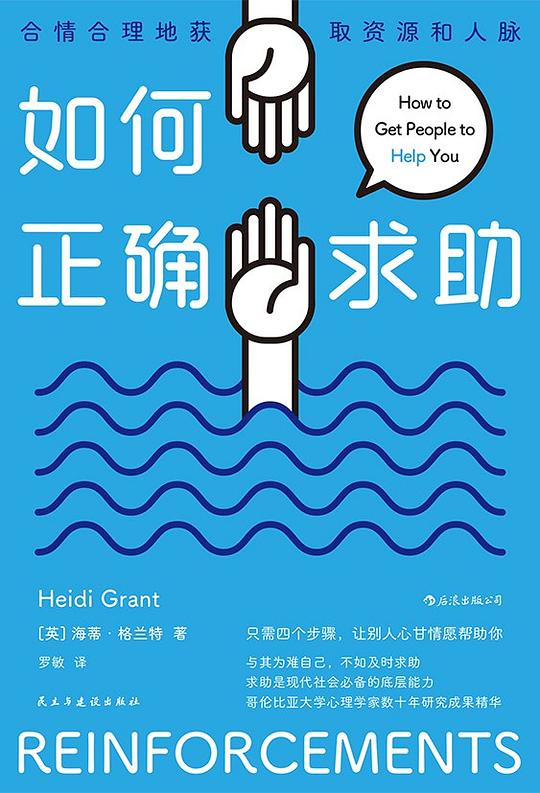 合情合理地获取资源和人脉
如何
How to
Get People to
Help You
正确求助
Heidi Grant
后浪出版公司
[英] 海蒂·格兰特 著
只需四个步骤，让别人心甘情愿帮助你
罗敏 译
与其为难自己，不如及时求助
求助是现代社会必备的底层能力
民主与建设出版社
哥伦比亚大学心理学家数十年研究成果精华
REINFORCEMENTS